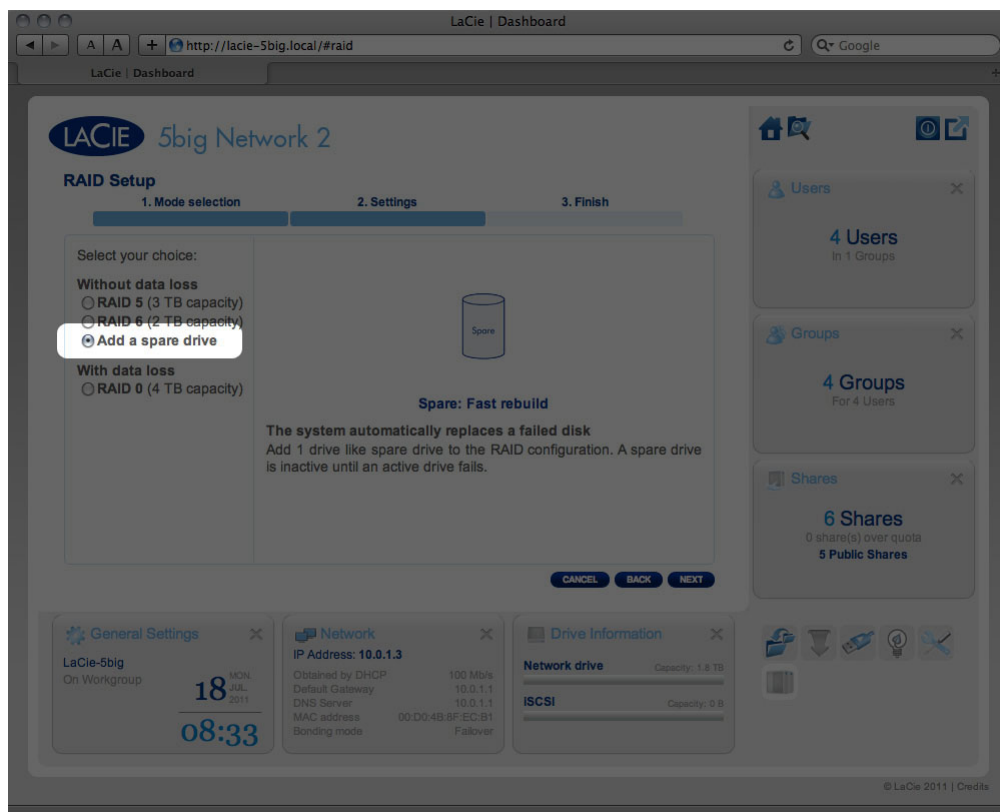 LaCie | Dashboard
A A + http://lacie-5big.local/#raid Google
LaCie | Dashboard +
LACIE 5big Network 2
RAID Setup
1. Mode selection 2. Settings 3. Finish
Select your choice:
Without data loss
RAID 5 (3 TB capacity)
RAID 6 (2 TB capacity)
Add a spare drive
With data loss
RAID 0 (4 TB capacity)
Spare
Spare: Fast rebuild
The system automatically replaces a failed disk
Add 1 drive like spare drive to the RAID configuration. A spare drive
is inactive until an active drive fails.
CANCEL BACK NEXT
Users
4 Users
In 1 Groups
Groups
4 Groups
For 4 Users
Shares
6 Shares
0 share(s) over quota
5 Public Shares
General Settings
LaCie-5big
On Workgroup
18 MON. JUL. 2011
08:33
Network
IP Address: 10.0.1.3
Obtained by DHCP 100 Mb/s
Default Gateway 10.0.1.1
DNS Server 10.0.1.1
MAC address 00:D0:4B:8F:EC:B1
Bonding mode Failover
Drive Information
Network drive Capacity: 1.8 TB
ISCSI Capacity: 0 B
© LaCie 2011 | Credits